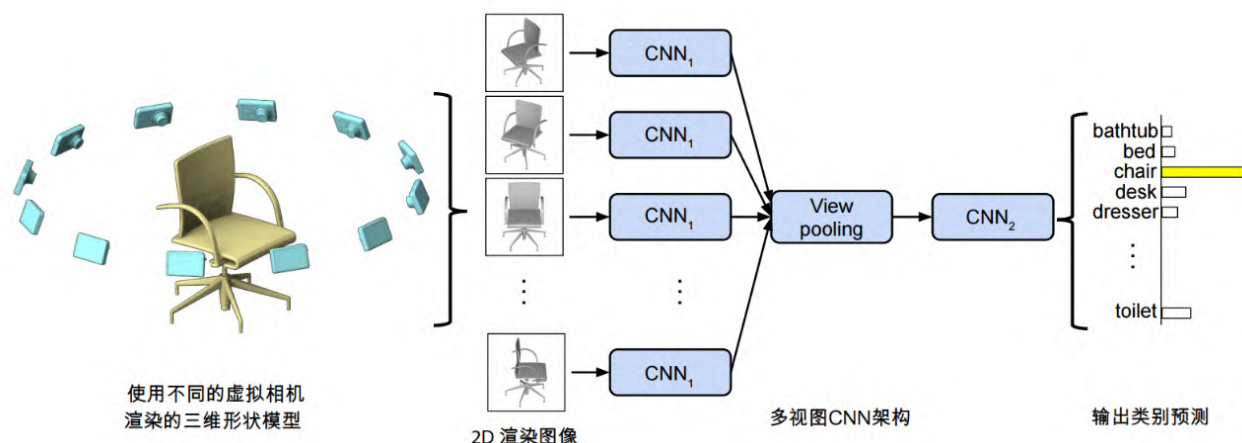 CNN₁
CNN₁
CNN₁
CNN₁
View
pooling
CNN₂
bathtub
bed
chair
desk
dresser
toilet
使用不同的虚拟相机
渲染的三维形状模型
2D 渲染图像
多视图CNN架构
输出类别预测